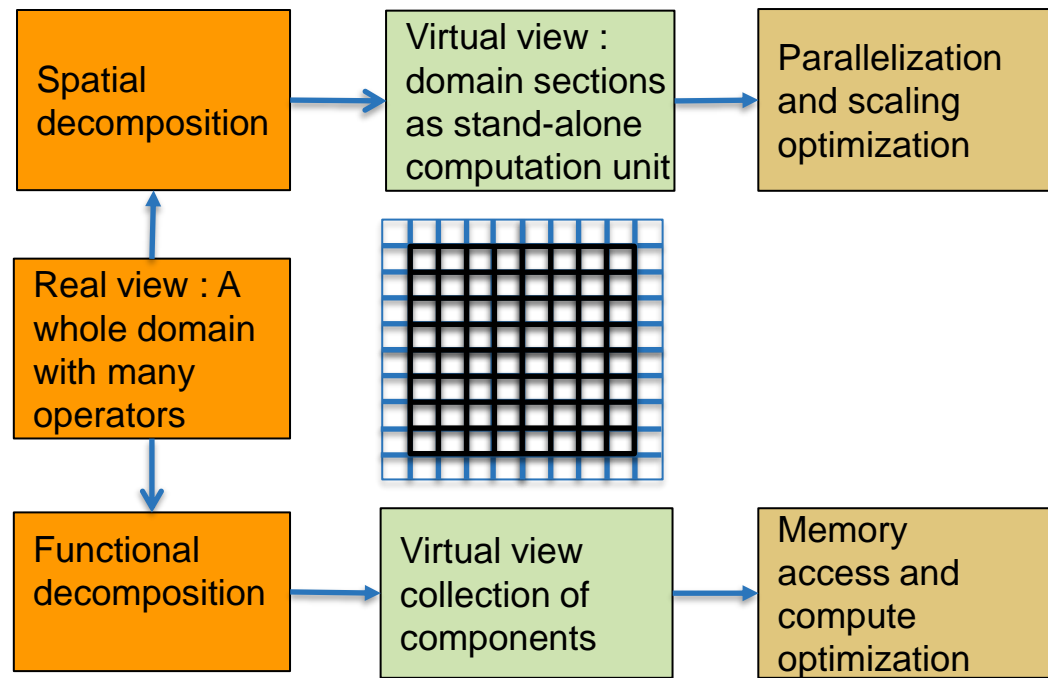 Spatial
decomposition
Virtual view :
domain sections
as stand-alone
computation unit
Parallelization
and scaling
optimization
Real view : A
whole domain
with many
operators
Functional
decomposition
Virtual view
collection of
components
Memory
access and
compute
optimization